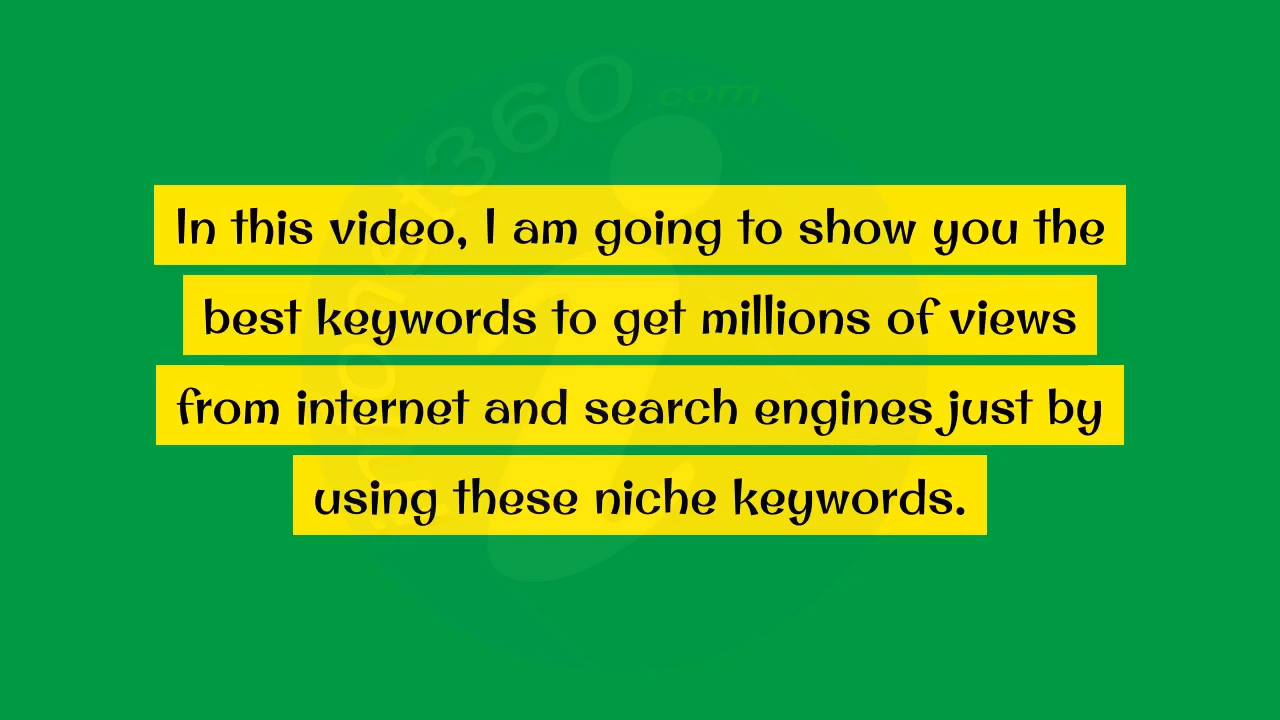 In this video, I am going to show you the
best keywords to get millions of views
from internet and search engines just by
using these niche keywords.
.com